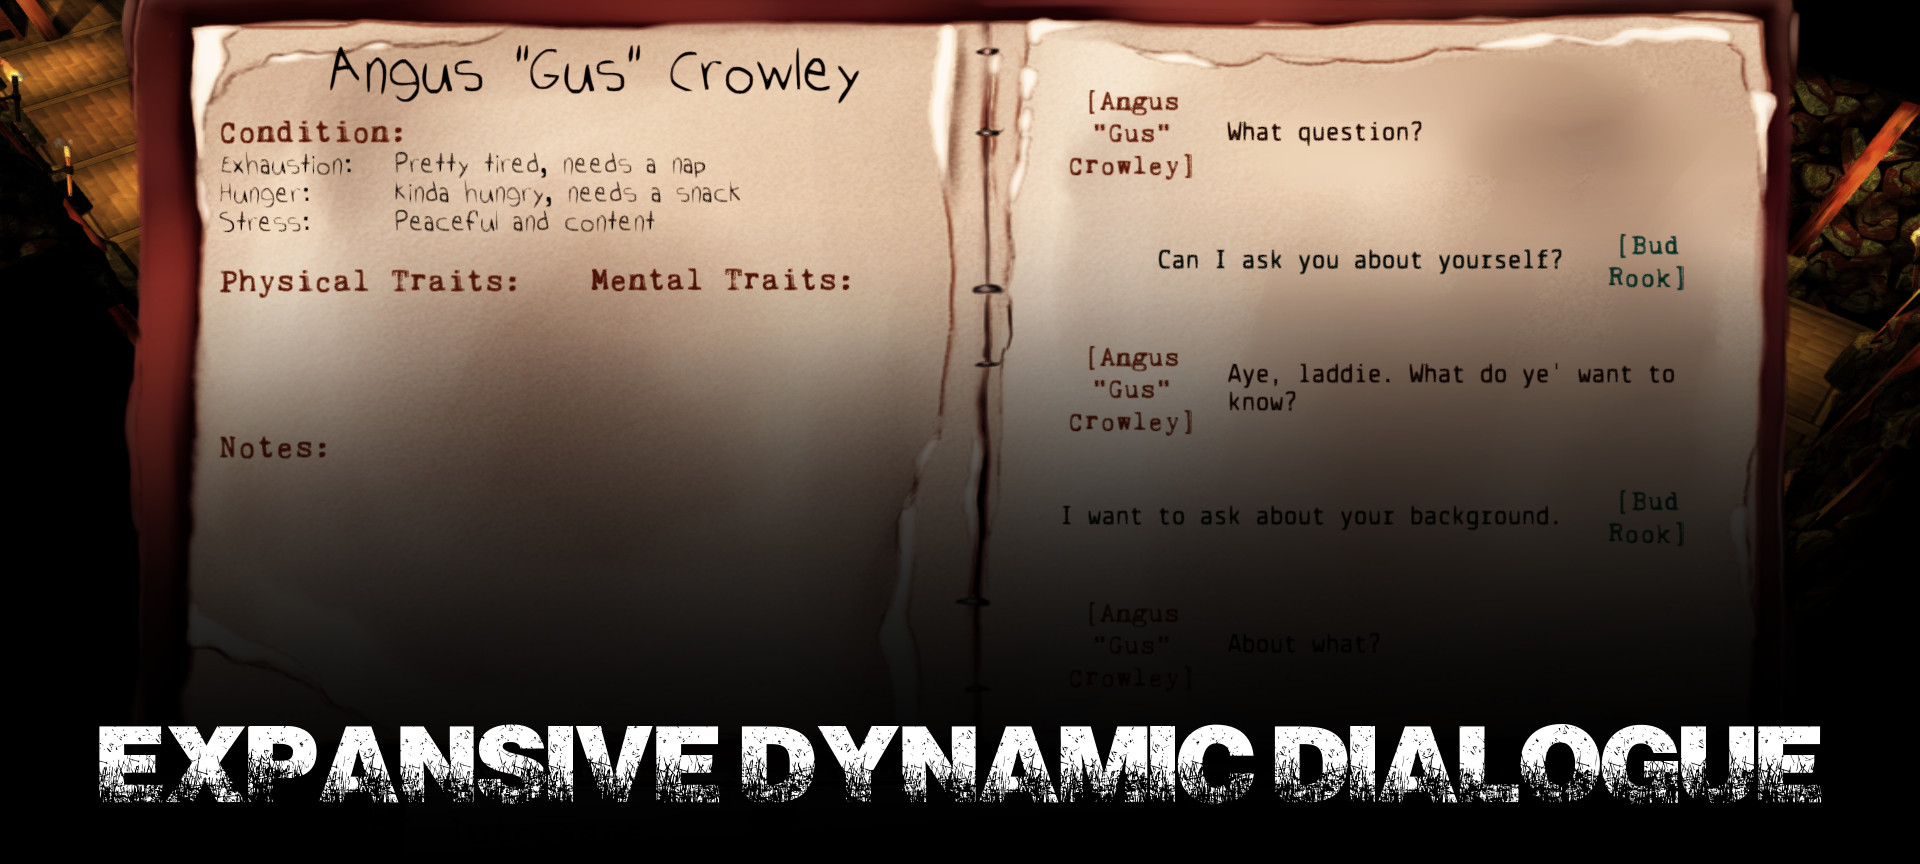 Angus "Gus" Crowley
Condition:
Exhaustion: Pretty tired, needs a nap
Hunger: Kinda hungry, needs a snack
Stress: Peaceful and content
Physical Traits: Mental Traits:
Notes:
[Angus
"Gus"
Crowley]
What question?
Can I ask you about yourself?
[Bud
Rook]
[Angus
"Gus"
Crowley]
Aye, laddie. What do ye' want to
know?
I want to ask about your background.
[Bud
Rook]
[Angus
"Gus"
Crowley]
About what?
EXPANSIVE DYNAMIC DIALOGUE